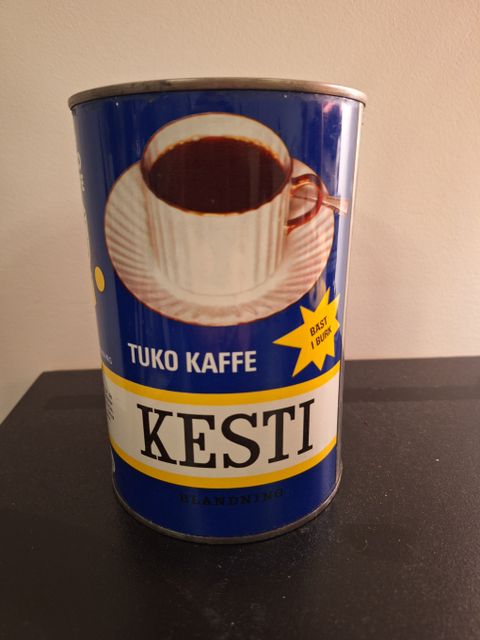 BÄST
I BURK
TUKO KAFFE
KESTI
BLANDNING